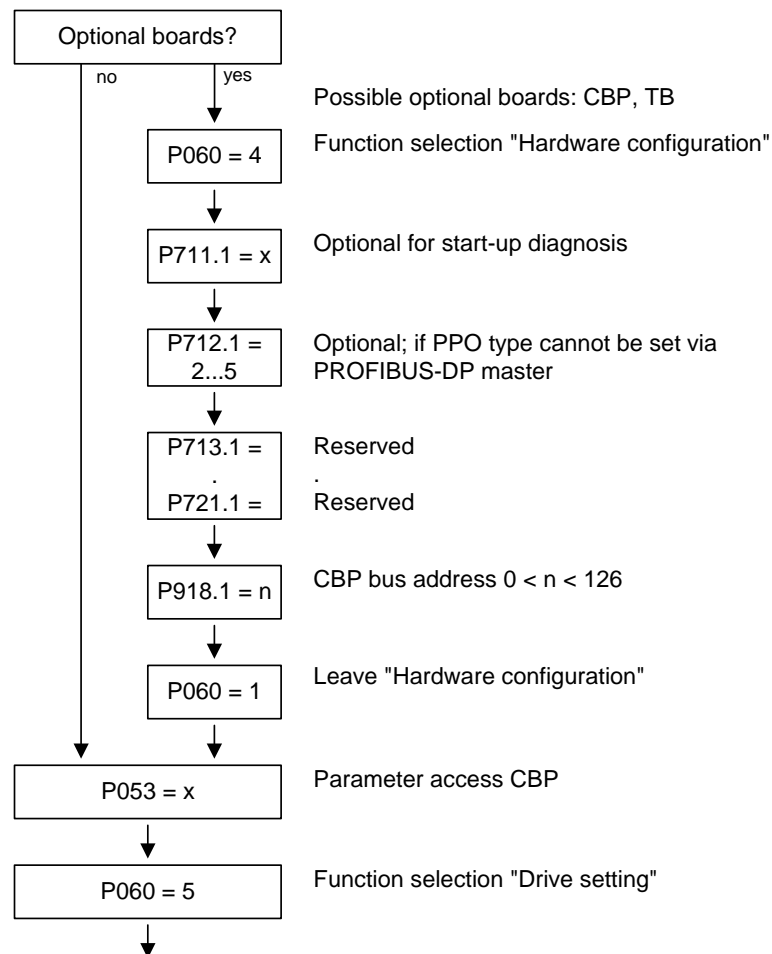 Optional boards?
no
yes
Possible optional boards: CBP, TB
P060 = 4
Function selection "Hardware configuration"
P711.1 = x
Optional for start-up diagnosis
P712.1 =
2...5
Optional; if PPO type cannot be set via
PROFIBUS-DP master
P713.1 =
.
P721.1 =
Reserved
.
Reserved
P918.1 = n
CBP bus address 0 < n < 126
P060 = 1
Leave "Hardware configuration"
P053 = x
Parameter access CBP
P060 = 5
Function selection "Drive setting"